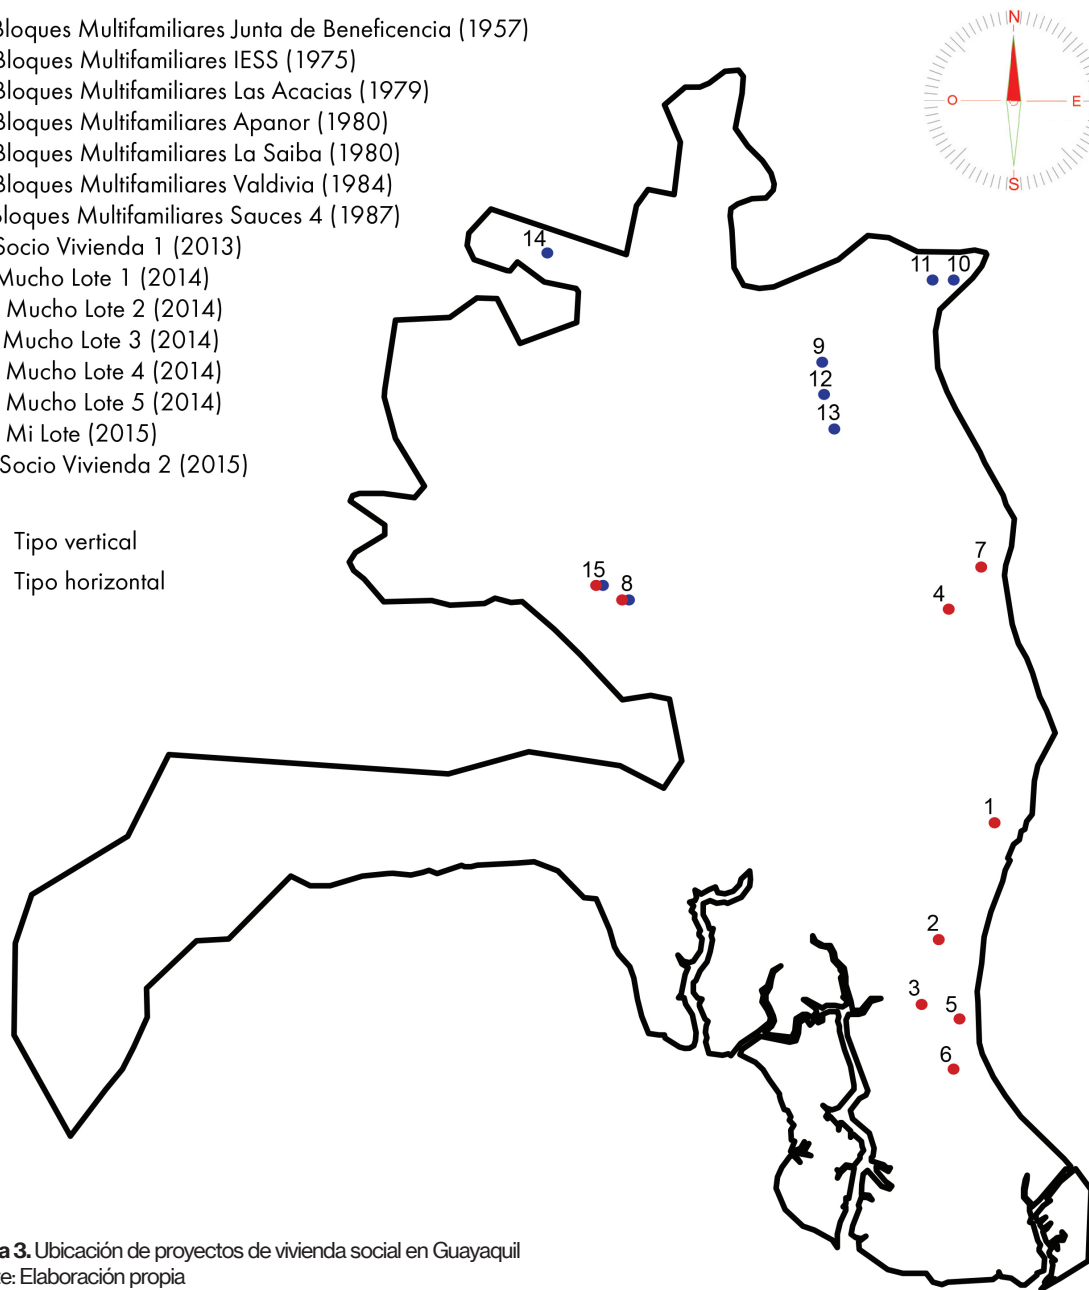 Bloques Multifamiliares Junta de Beneficencia (1957)
Bloques Multifamiliares IESS (1975)
Bloques Multifamiliares Las Acacias (1979)
Bloques Multifamiliares Apanor (1980)
Bloques Multifamiliares La Saiba (1980)
Bloques Multifamiliares Valdivia (1984)
Bloques Multifamiliares Sauces 4 (1987)
Socio Vivienda 1 (2013)
Mucho Lote 1 (2014)
Mucho Lote 2 (2014)
Mucho Lote 3 (2014)
Mucho Lote 4 (2014)
Mucho Lote 5 (2014)
Mi Lote (2015)
Socio Vivienda 2 (2015)
Tipo vertical
Tipo horizontal
N
O
E
S
14
11
10
9
12
13
7
15
8
4
1
2
3
5
6
a 3. Ubicación de proyectos de vivienda social en Guayaquil
e: Elaboración propia